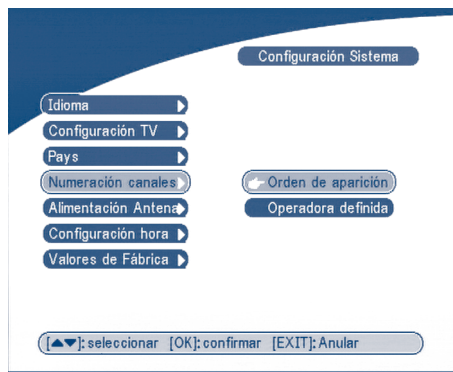 Configuración Sistema
Idioma
Configuración TV
Pays
Numeración canales
Orden de aparición
Alimentación Antena
Operadora definida
Configuración hora
Valores de Fábrica
[▲▼]: seleccionar [OK]: confirmar [EXIT]: Anular